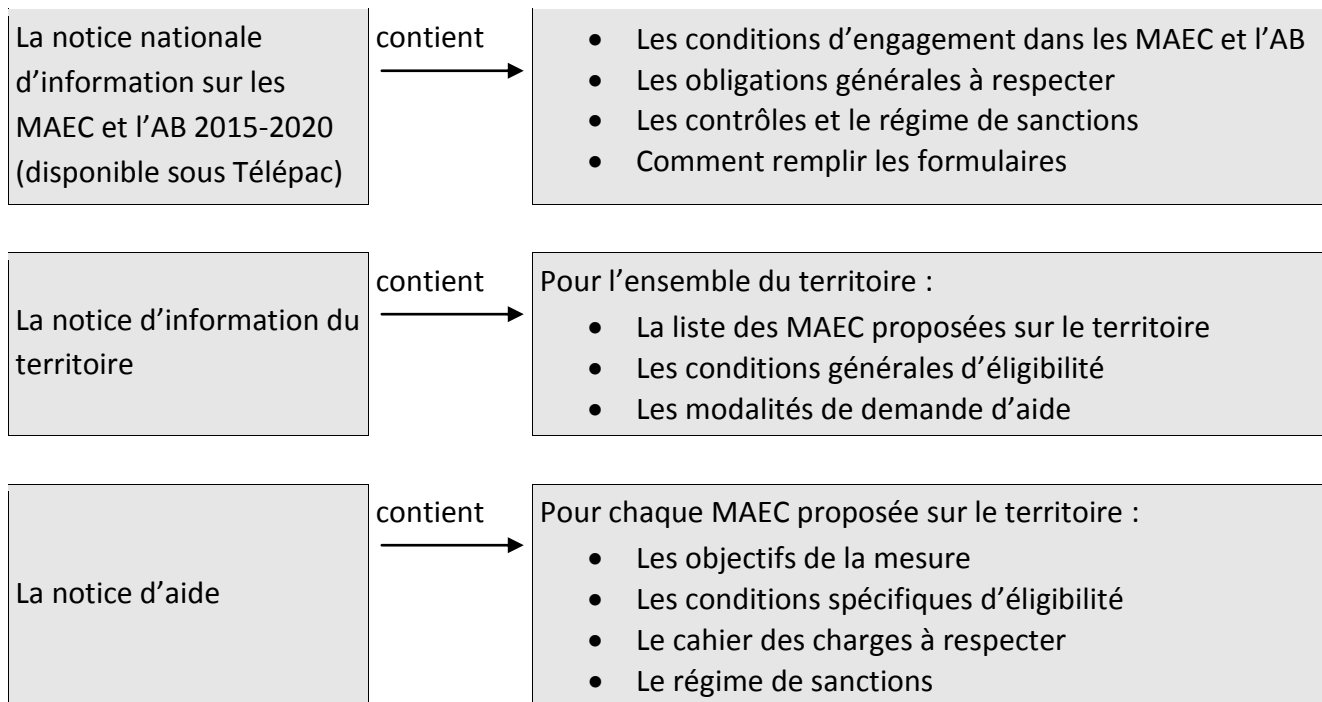 La notice nationale
d’information sur les
MAEC et l’AB 2015-2020
(disponible sous Télépac)
contient
• Les conditions d’engagement dans les MAEC et l’AB
• Les obligations générales à respecter
• Les contrôles et le régime de sanctions
• Comment remplir les formulaires
La notice d’information du
territoire
contient
Pour l’ensemble du territoire :
• La liste des MAEC proposées sur le territoire
• Les conditions générales d’éligibilité
• Les modalités de demande d’aide
La notice d’aide
contient
Pour chaque MAEC proposée sur le territoire :
• Les objectifs de la mesure
• Les conditions spécifiques d’éligibilité
• Le cahier des charges à respecter
• Le régime de sanctions